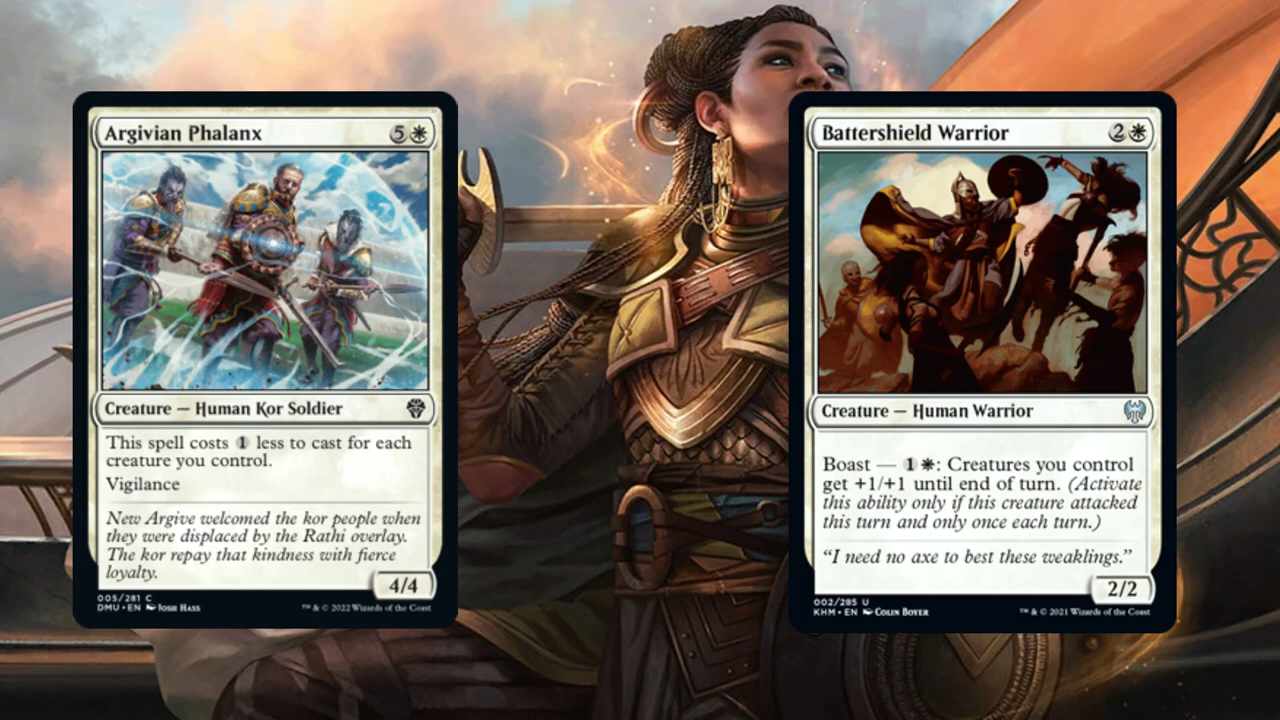 Argivian Phalanx 5
Creature — Human Kor Soldier
This spell costs 1 less to cast for each
creature you control.
Vigilance
New Argive welcomed the kor people when
they were displaced by the Rathi overlay.
The kor repay that kindness with fierce
loyalty.
4/4
005/281 C
DMU • EN Josh Hass
™ & © 2022 Wizards of the Coast
Battershield Warrior 2
Creature — Human Warrior
Boast — 1 : Creatures you control
get +1/+1 until end of turn. (Activate
this ability only if this creature attacked
this turn and only once each turn.)
“I need no axe to best these weaklings.”
2/2
002/285 U
KHM • EN Colin Boyer
™ & © 2021 Wizards of the Coast